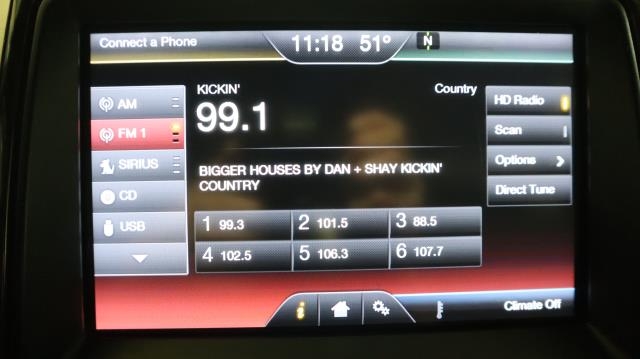 Connect a Phone 11:18 51° N
KICKIN'
99.1
Country
AM
FM 1
SIRIUS
CD
USB
BIGGER HOUSES BY DAN + SHAY KICKIN'
COUNTRY
1 99.3 2 101.5 3 88.5
4 102.5 5 106.3 6 107.7
HD Radio
Scan
Options
Direct Tune
i
Climate Off